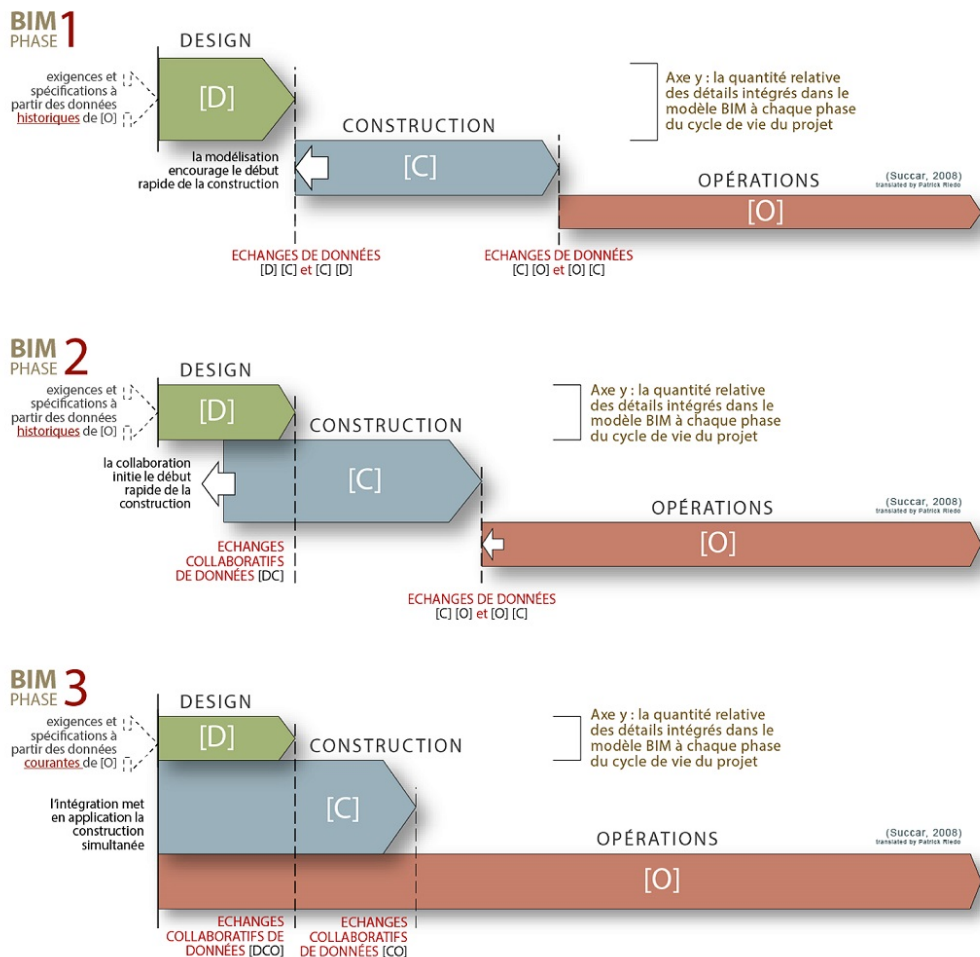 BIM
PHASE 1
DESIGN
exigences et
spécifications à
partir des données
historiques de [O]
[D]
Axe y : la quantité relative
des détails intégrés dans le
modèle BIM à chaque phase
du cycle de vie du projet
CONSTRUCTION
la modélisation
encourage le début
rapide de la construction
[C]
OPÉRATIONS
(Succar, 2008)
translated by Patrick Riedo
[O]
ECHANGES DE DONNÉES
[D] [C] et [C] [D]
ECHANGES DE DONNÉES
[C] [O] et [O] [C]
BIM
PHASE 2
DESIGN
exigences et
spécifications à
partir des données
historiques de [O]
[D]
Axe y : la quantité relative
des détails intégrés dans le
modèle BIM à chaque phase
du cycle de vie du projet
CONSTRUCTION
la collaboration
initie le début
rapide de la
construction
[C]
OPÉRATIONS
(Succar, 2008)
translated by Patrick Riedo
[O]
ECHANGES
COLLABORATIFS
DE DONNÉES [DC]
ECHANGES DE DONNÉES
[C] [O] et [O] [C]
BIM
PHASE 3
DESIGN
exigences et
spécifications à
partir des données
courantes de [O]
[D]
Axe y : la quantité relative
des détails intégrés dans le
modèle BIM à chaque phase
du cycle de vie du projet
CONSTRUCTION
l'intégration met
en application la
construction
simultanée
[C]
OPÉRATIONS
(Succar, 2008)
translated by Patrick Riedo
[O]
ECHANGES
COLLABORATIFS DE
DONNÉES [DCO]
ECHANGES
COLLABORATIFS
DE DONNÉES [CO]